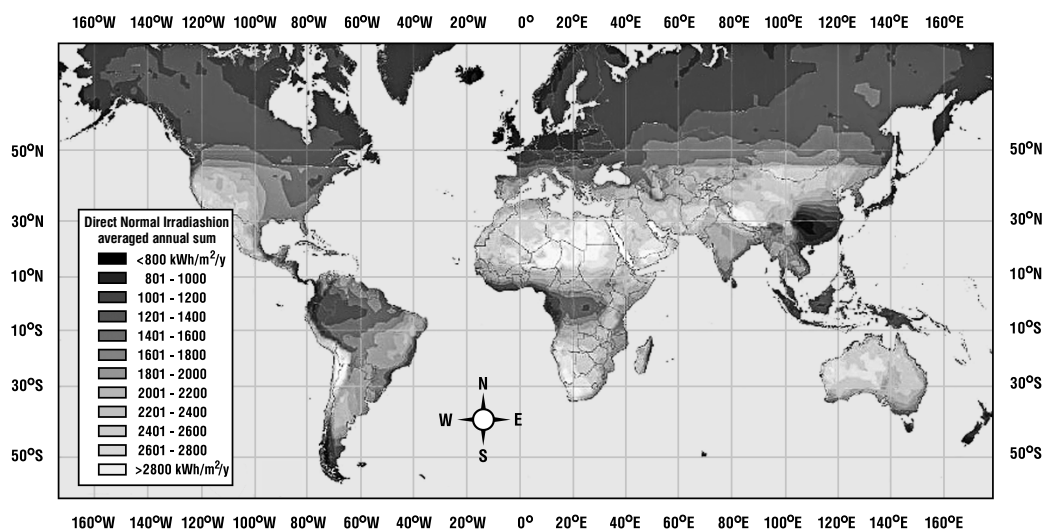 160°W 140°W 120°W 100°W 80°W 60°W 40°W 20°W 0° 20°E 40°E 60°E 80°E 100°E 120°E 140°E 160°E
50°N 50°N
30°N 30°N
10°N 10°N
10°S 10°S
30°S 30°S
50°S 50°S
Direct Normal Irradiashion
averaged annual sum
<800 kWh/m²/y
801 - 1000
1001 - 1200
1201 - 1400
1401 - 1600
1601 - 1800
1801 - 2000
2001 - 2200
2201 - 2400
2401 - 2600
2601 - 2800
>2800 kWh/m²/y
N
W E
S
160°W 140°W 120°W 100°W 80°W 60°W 40°W 20°W 0° 20°E 40°E 60°E 80°E 100°E 120°E 140°E 160°E